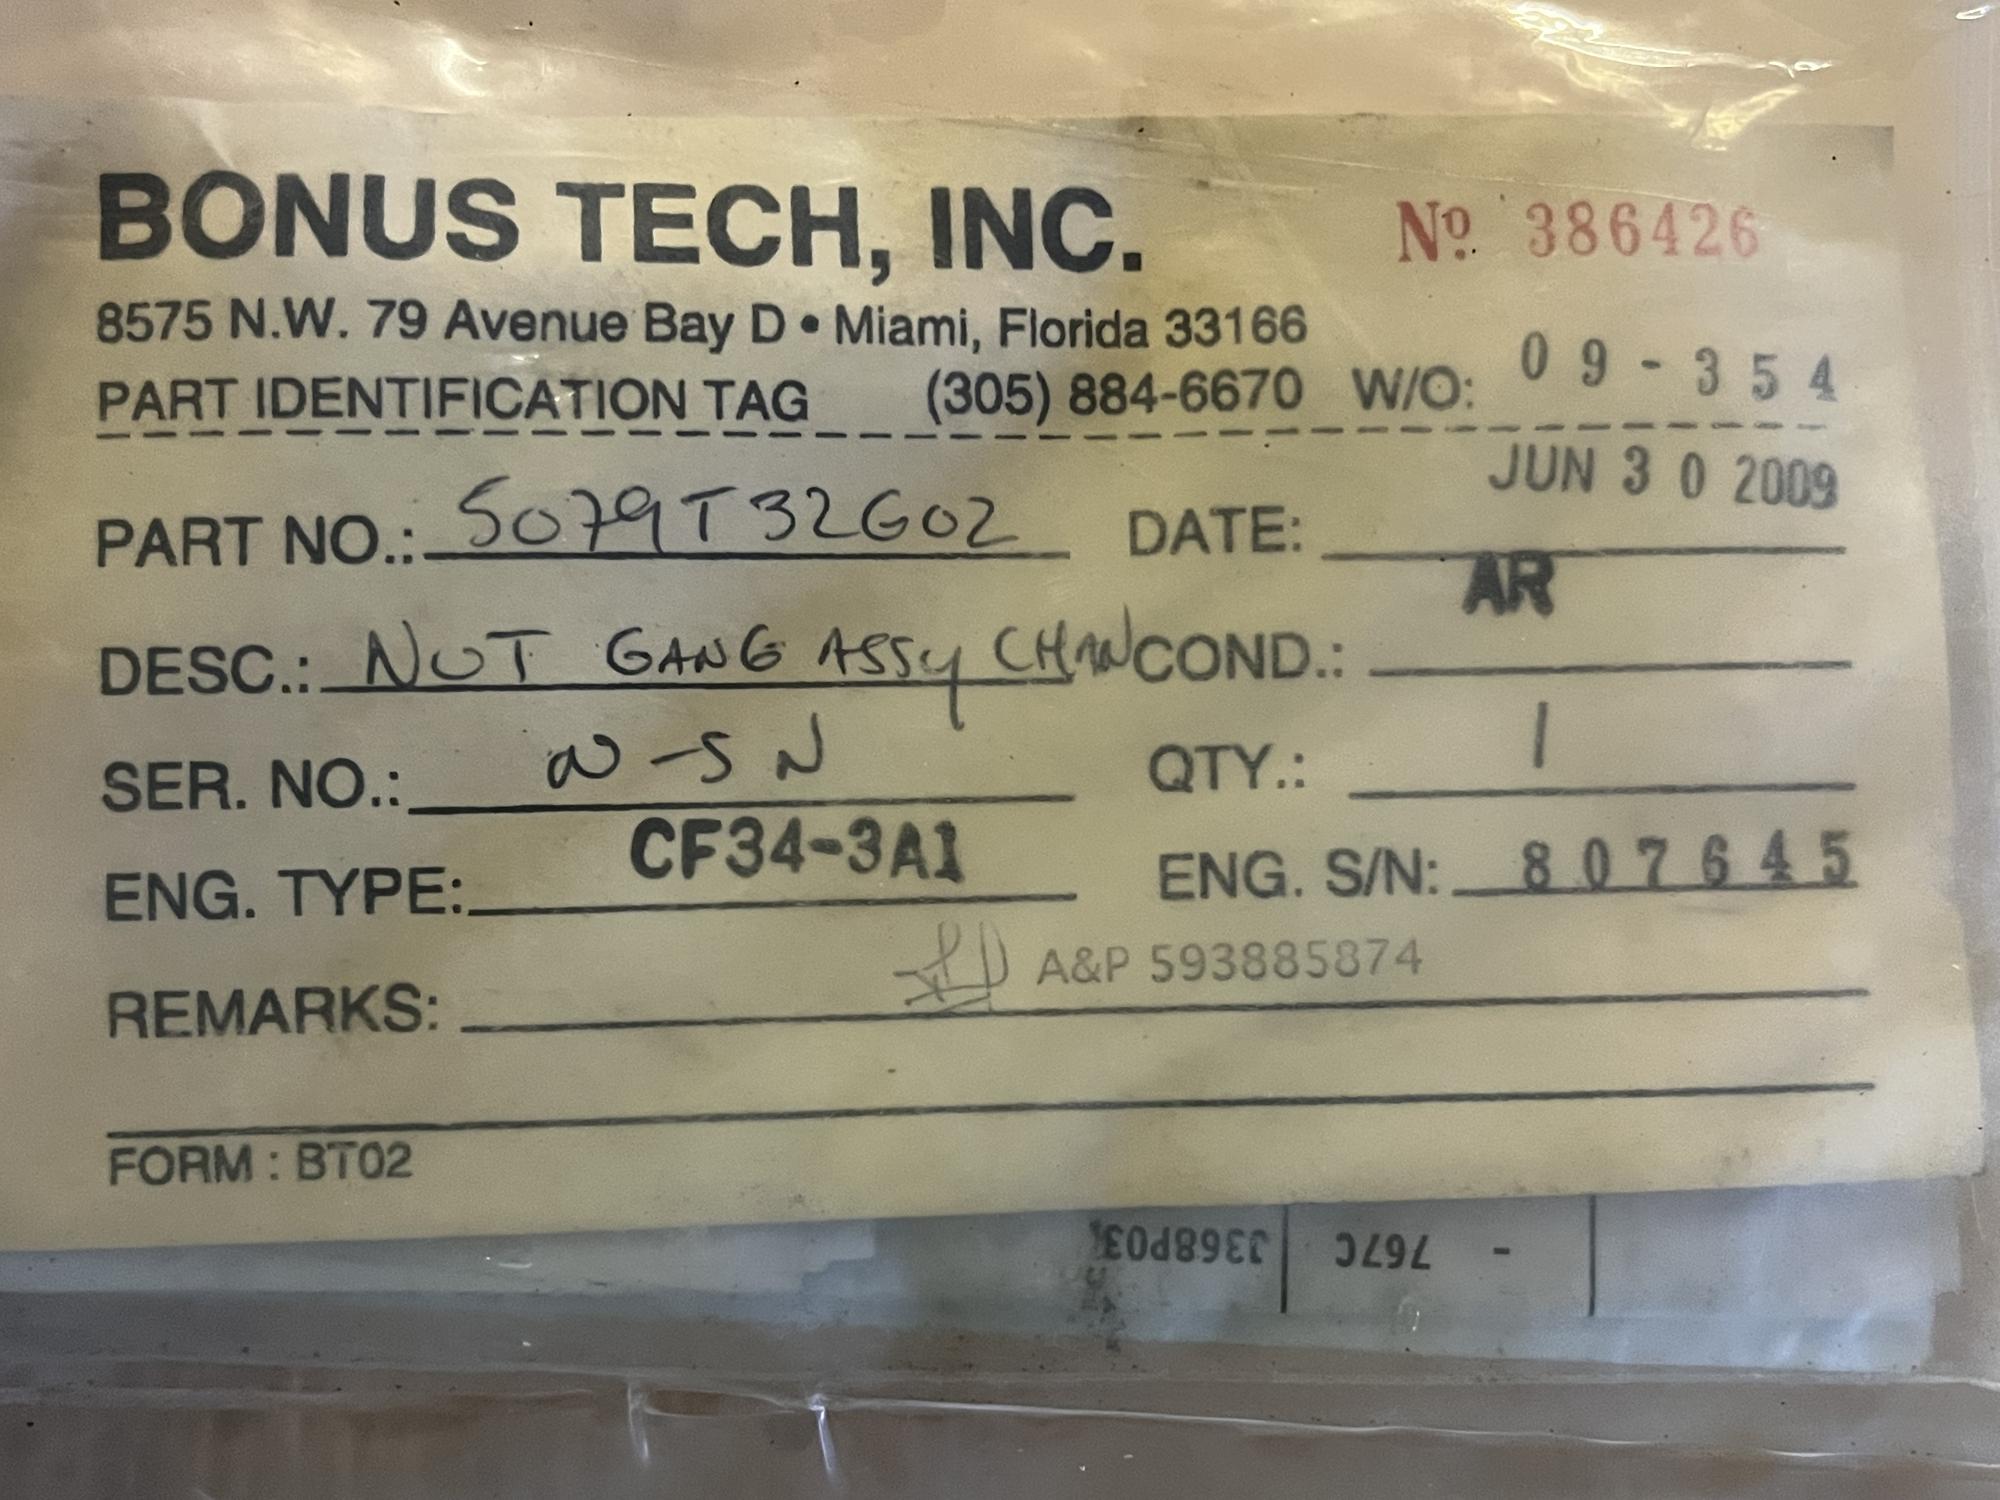 BONUS TECH, INC. Nº 386426
8575 N.W. 79 Avenue Bay D • Miami, Florida 33166
PART IDENTIFICATION TAG (305) 884-6670 W/O: 09-354
PART NO.: 5079T32G02 DATE: JUN 30 2009
DESC.: NUT GANG ASSY CHAN COND.: AR
SER. NO.: N-SN QTY.: 1
ENG. TYPE: CF34-3A1 ENG. S/N: 807645
REMARKS: A&P 593885874
FORM : BT02
- 767C 3368P03